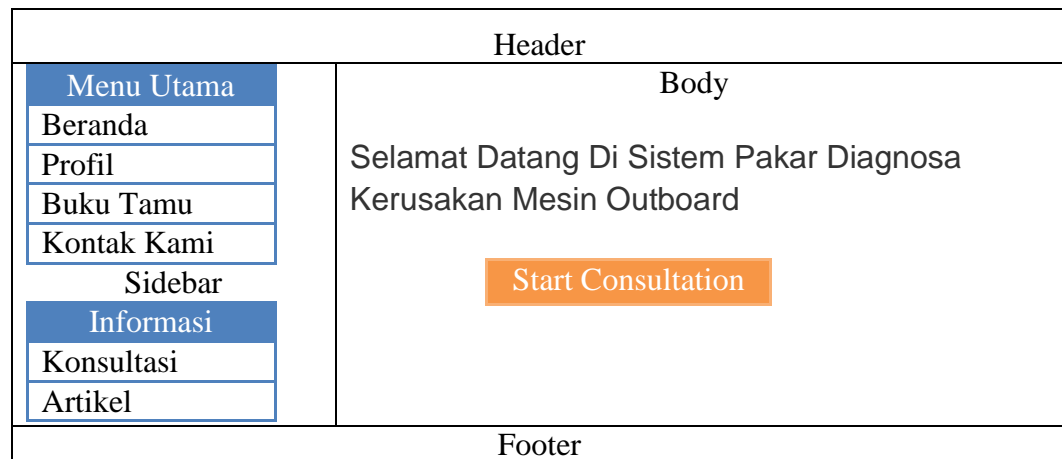 Header
Menu Utama
Beranda
Profil
Buku Tamu
Kontak Kami
Sidebar
Informasi
Konsultasi
Artikel
Body
Selamat Datang Di Sistem Pakar Diagnosa
Kerusakan Mesin Outboard
Start Consultation
Footer